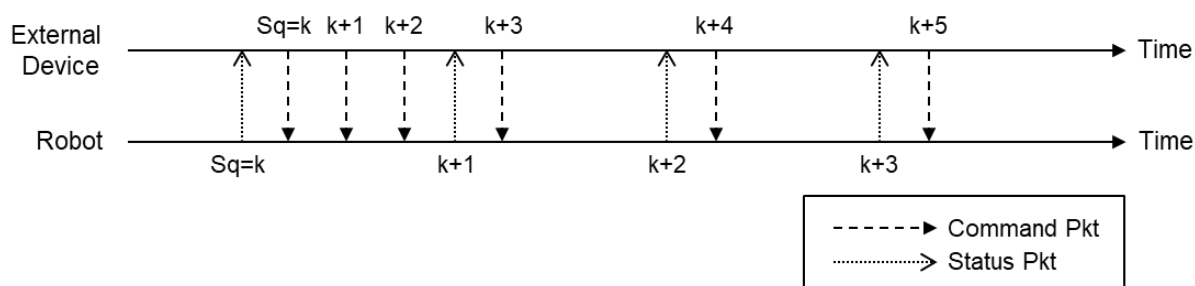 Sq=k k+1 k+2 k+3 k+4 k+5
External
Device
Time
Robot
Time
Sq=k k+1 k+2 k+3
Command Pkt
Status Pkt